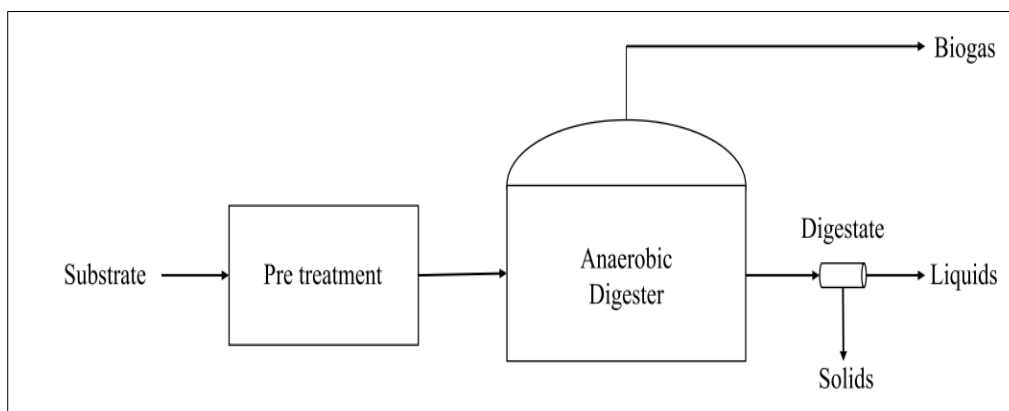 Biogas
Substrate
Pre treatment
Anaerobic
Digester
Digestate
Liquids
Solids